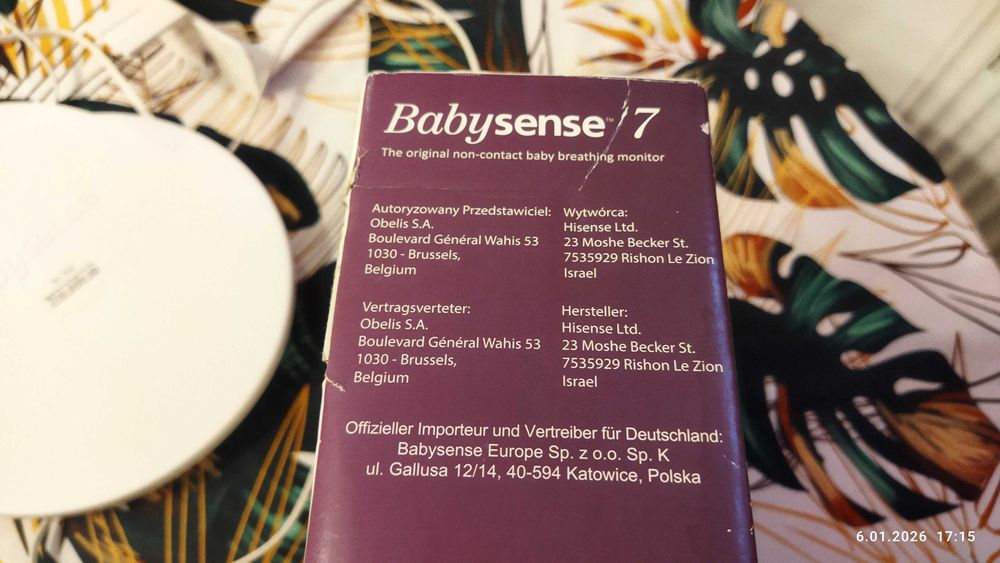 Babysense™ 7
The original non-contact baby breathing monitor
Autoryzowany Przedstawiciel:
Obelis S.A.
Boulevard Général Wahis 53
1030 - Brussels,
Belgium
Wytwórca:
Hisense Ltd.
23 Moshe Becker St.
7535929 Rishon Le Zion
Israel
Vertragsverteter:
Obelis S.A.
Boulevard Général Wahis 53
1030 - Brussels,
Belgium
Hersteller:
Hisense Ltd.
23 Moshe Becker St.
7535929 Rishon Le Zion
Israel
Offizieller Importeur und Vertreiber für Deutschland:
Babysense Europe Sp. z o.o. Sp. K
ul. Gallusa 12/14, 40-594 Katowice, Polska
6.01.2026 17:15